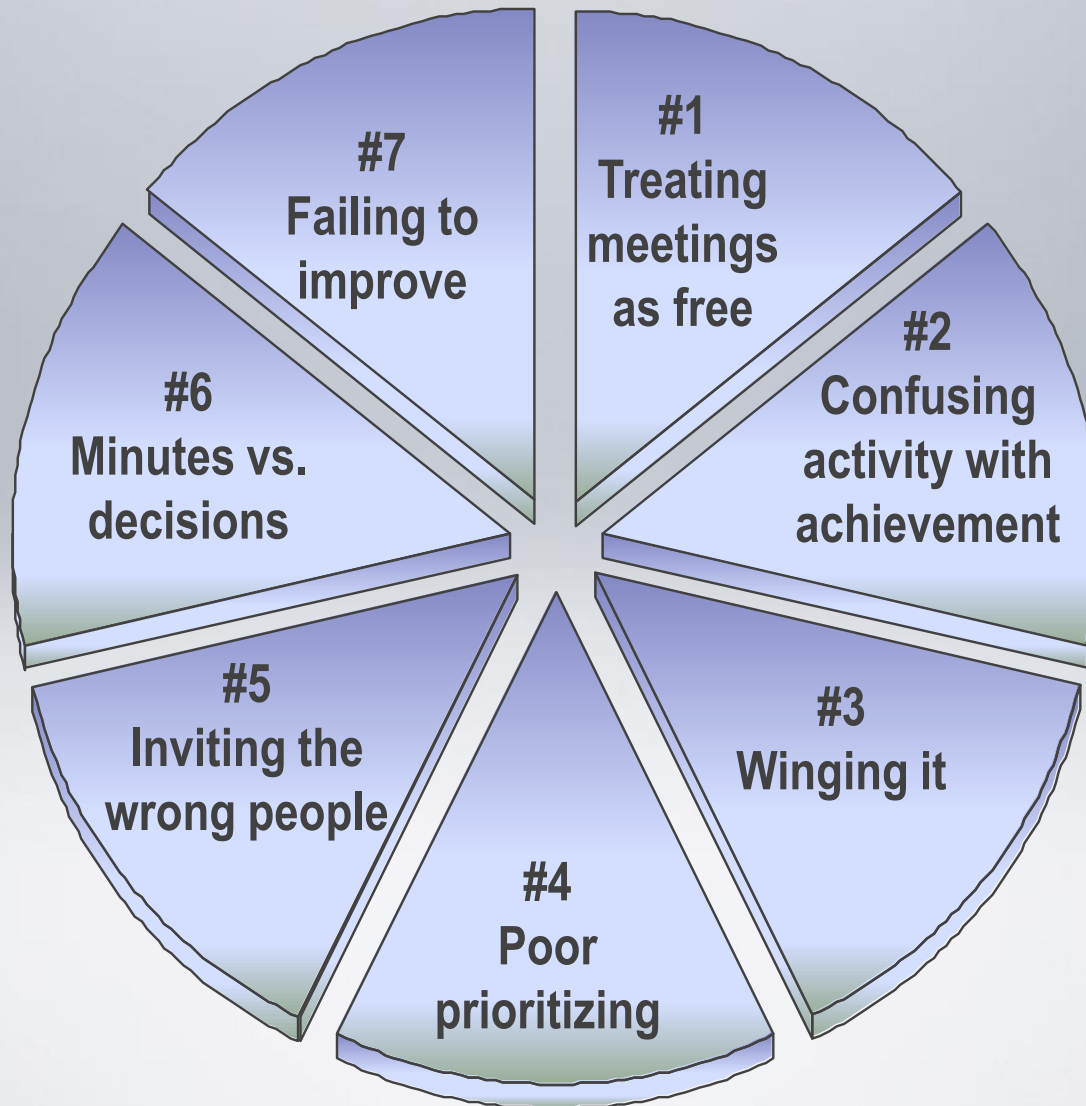 #1
Treating
meetings
as free
#2
Confusing
activity with
achievement
#3
Winging it
#4
Poor
prioritizing
#5
Inviting the
wrong people
#6
Minutes vs.
decisions
#7
Failing to
improve